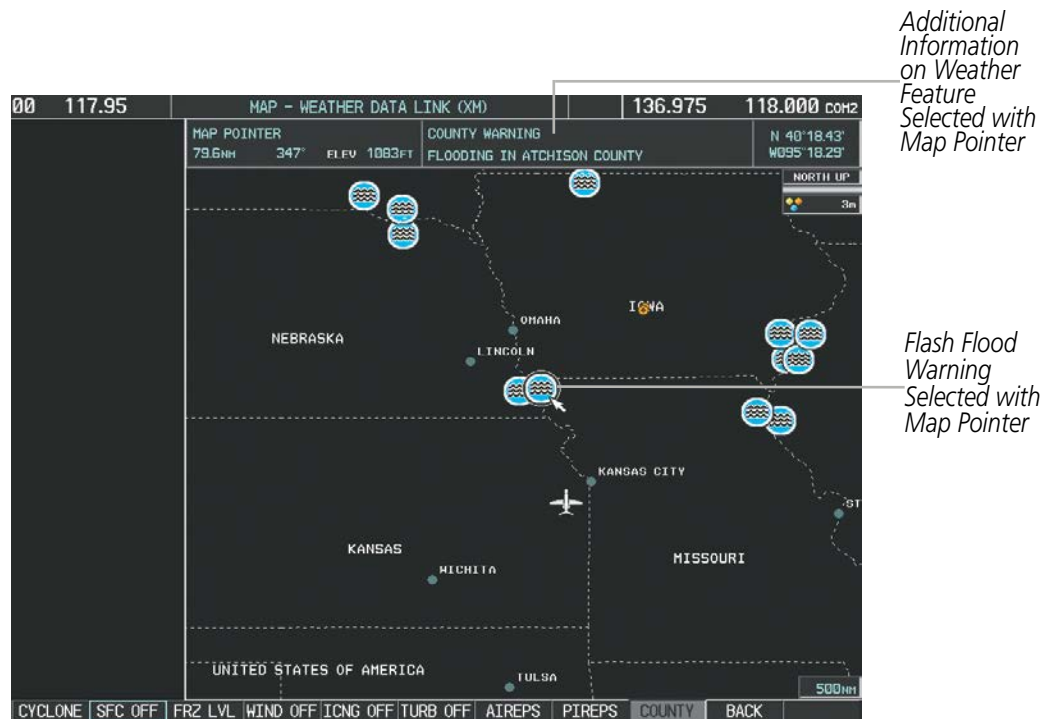 Additional
Information
on Weather
Feature
Selected with
Map Pointer
00 117.95 MAP – WEATHER DATA LINK (XM) 136.975 118.000 COM2
MAP POINTER
79.6NM 347° ELEV 1083FT
COUNTY WARNING
FLOODING IN ATCHISON COUNTY
N 40°18.43'
W095°18.29'
NORTH UP
3m
IOWA
OMAHA
NEBRASKA
LINCOLN
Flash Flood
Warning
Selected with
Map Pointer
KANSAS CITY
ST
KANSAS
MISSOURI
WICHITA
UNITED STATES OF AMERICA
TULSA
500NM
CYCLONE SFC OFF FRZ LVL WIND OFF ICNG OFF TURB OFF AIREPS PIREPS COUNTY BACK